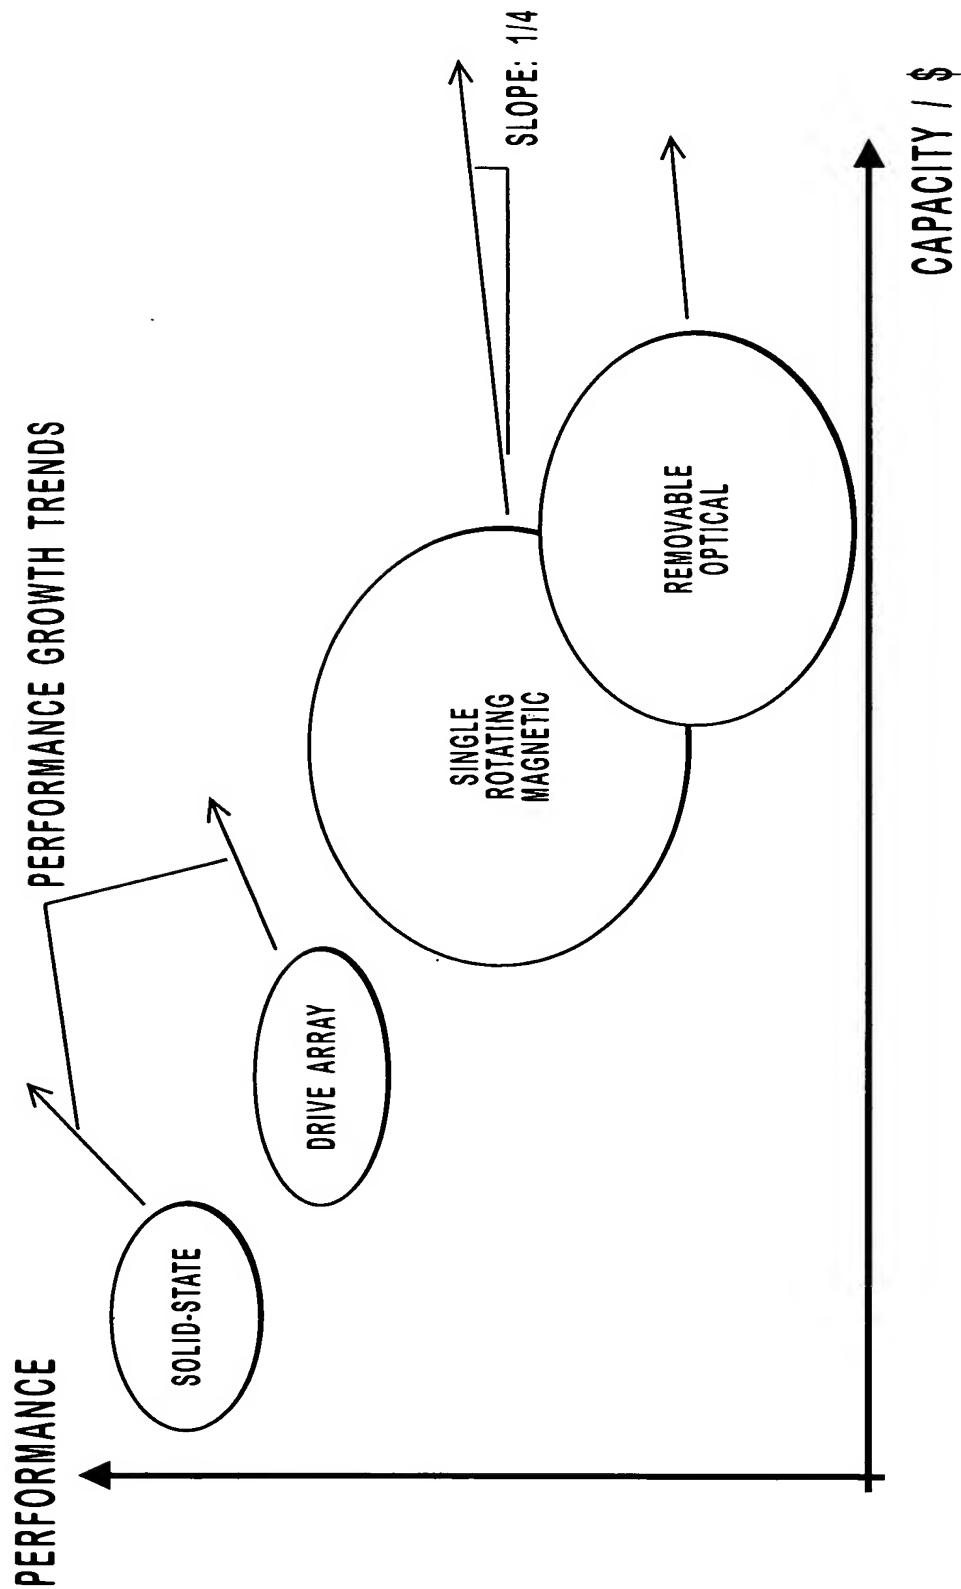 PERFORMANCE
PERFORMANCE GROWTH TRENDS
SOLID-STATE
DRIVE ARRAY
SINGLE
ROTATING
MAGNETIC
SLOPE: 1/4
REMOVABLE
OPTICAL
CAPACITY / $